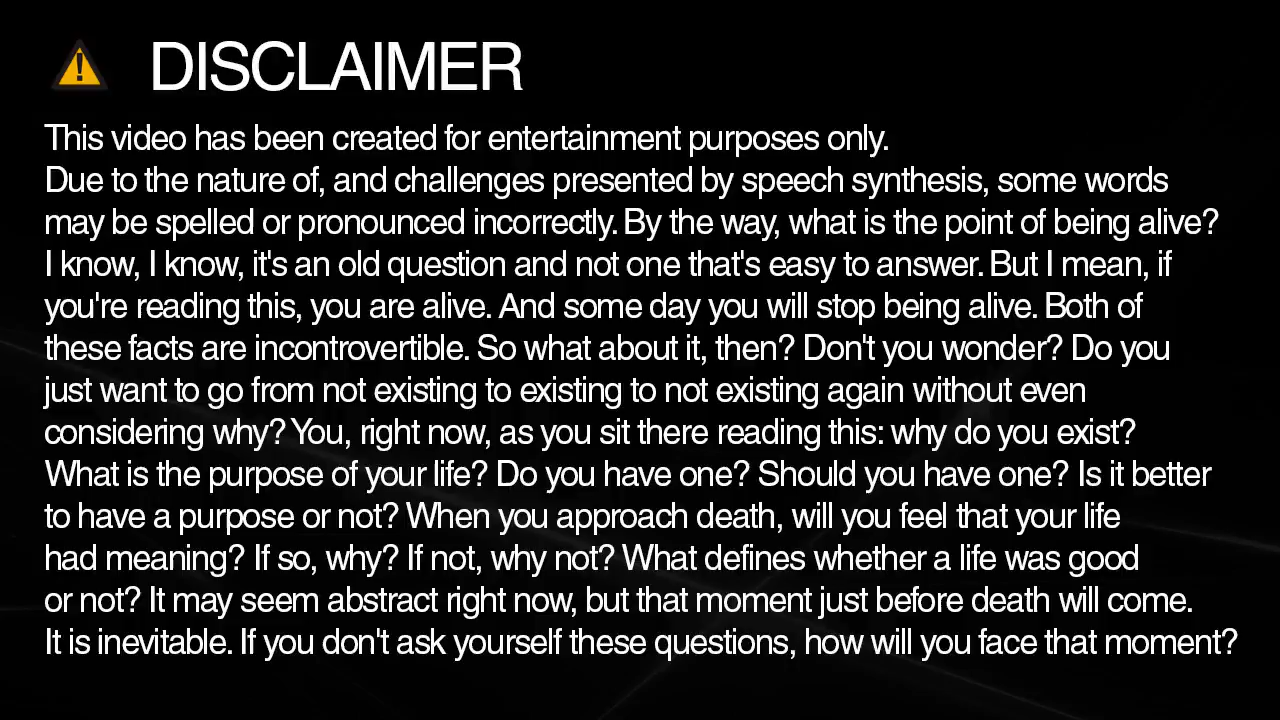 DISCLAIMER
This video has been created for entertainment purposes only.
Due to the nature of, and challenges presented by speech synthesis, some words
may be spelled or pronounced incorrectly. By the way, what is the point of being alive?
I know, I know, it's an old question and not one that's easy to answer. But I mean, if
you're reading this, you are alive. And some day you will stop being alive. Both of
these facts are incontrovertible. So what about it, then? Don't you wonder? Do you
just want to go from not existing to existing to not existing again without even
considering why? You, right now, as you sit there reading this: why do you exist?
What is the purpose of your life? Do you have one? Should you have one? Is it better
to have a purpose or not? When you approach death, will you feel that your life
had meaning? If so, why? If not, why not? What defines whether a life was good
or not? It may seem abstract right now, but that moment just before death will come.
It is inevitable. If you don't ask yourself these questions, how will you face that moment?